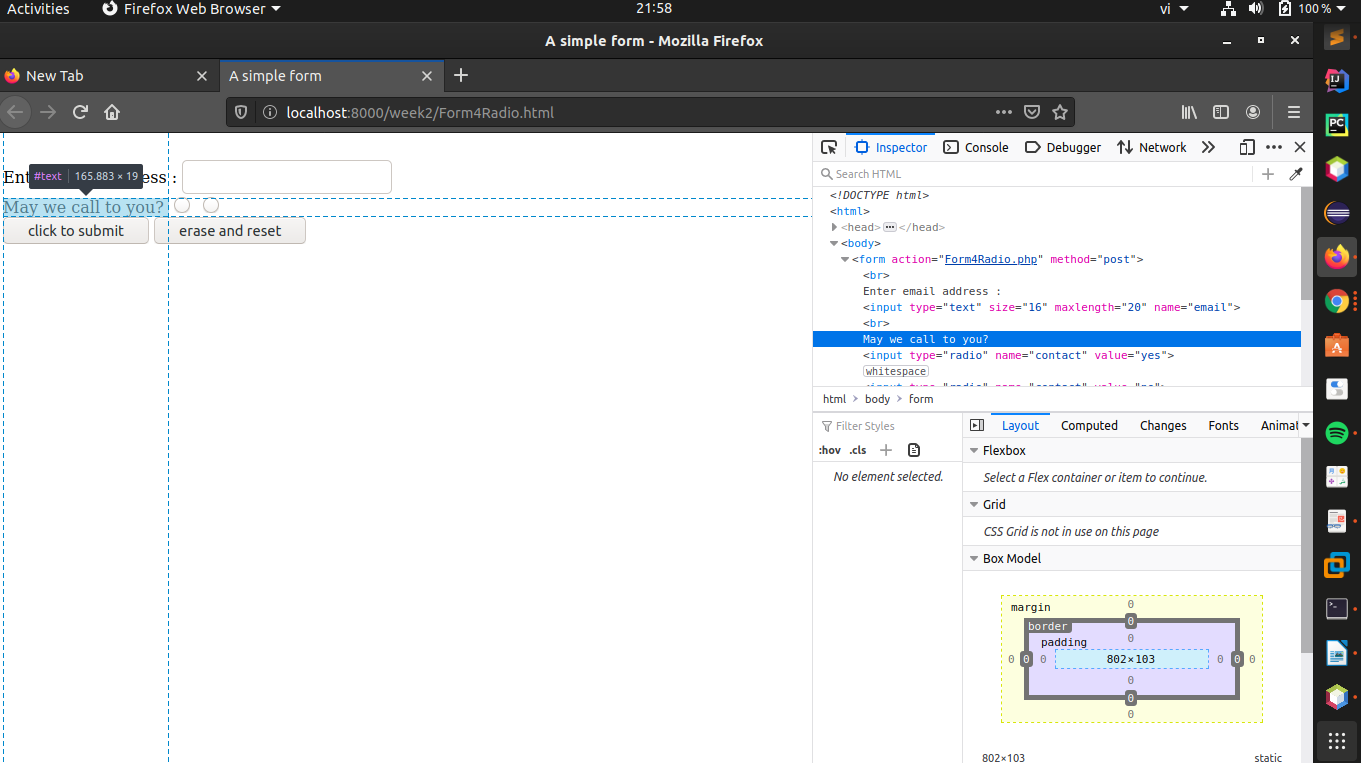 Activities Firefox Web Browser 21:58 vi 100 %
A simple form - Mozilla Firefox
New Tab A simple form
localhost:8000/week2/Form4Radio.html
Inspector Console Debugger Network
Search HTML
#text 165.883 × 19
Ent ess :
May we call to you?
click to submit erase and reset
<!DOCTYPE html>
<html>
<head></head>
<body>
<form action="Form4Radio.php" method="post">
<br>
Enter email address :
<input type="text" size="16" maxlength="20" name="email">
<br>
May we call to you?
<input type="radio" name="contact" value="yes">
whitespace
<input type="radio" name="contact" value="no">
html > body > form
Filter Styles
:hov .cls
No element selected.
Layout Computed Changes Fonts Animat
Flexbox
Select a Flex container or item to continue.
Grid
CSS Grid is not in use on this page
Box Model
margin 0
border 0
padding 0
0 0 0 802×103 0 0 0
0
0
0
802×103 static